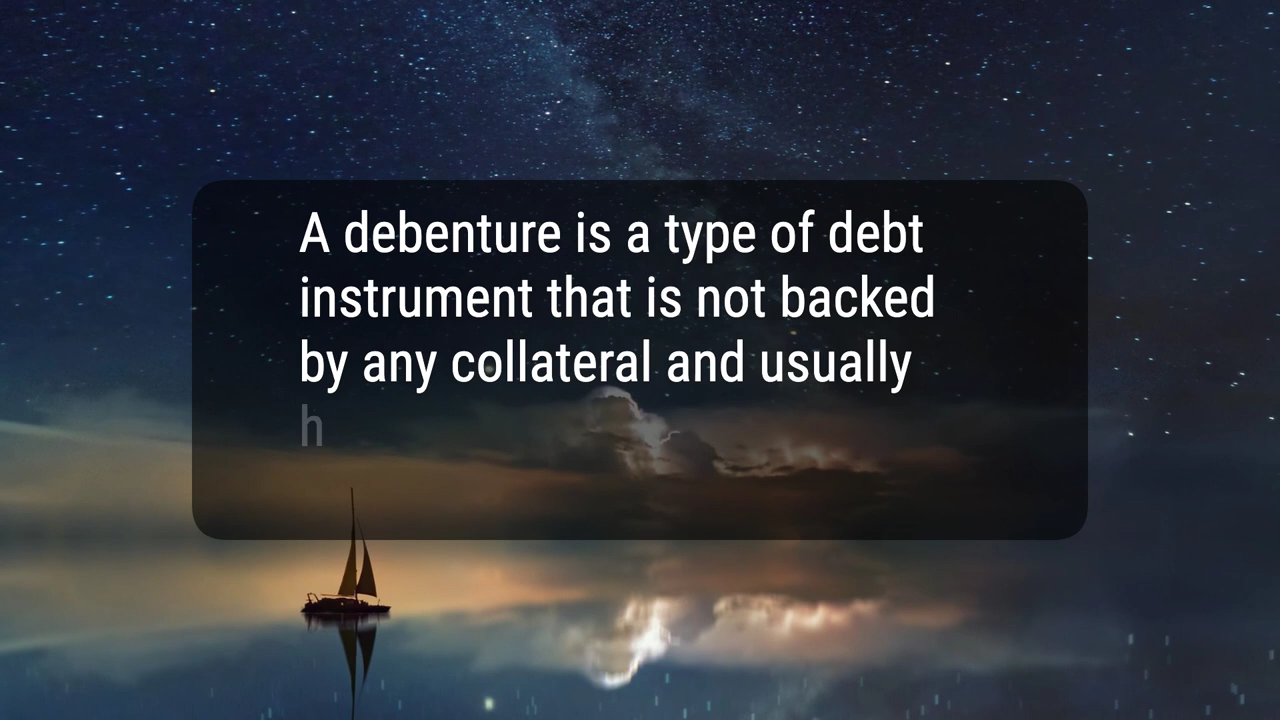 A debenture is a type of debt
instrument that is not backed
by any collateral and usually
h